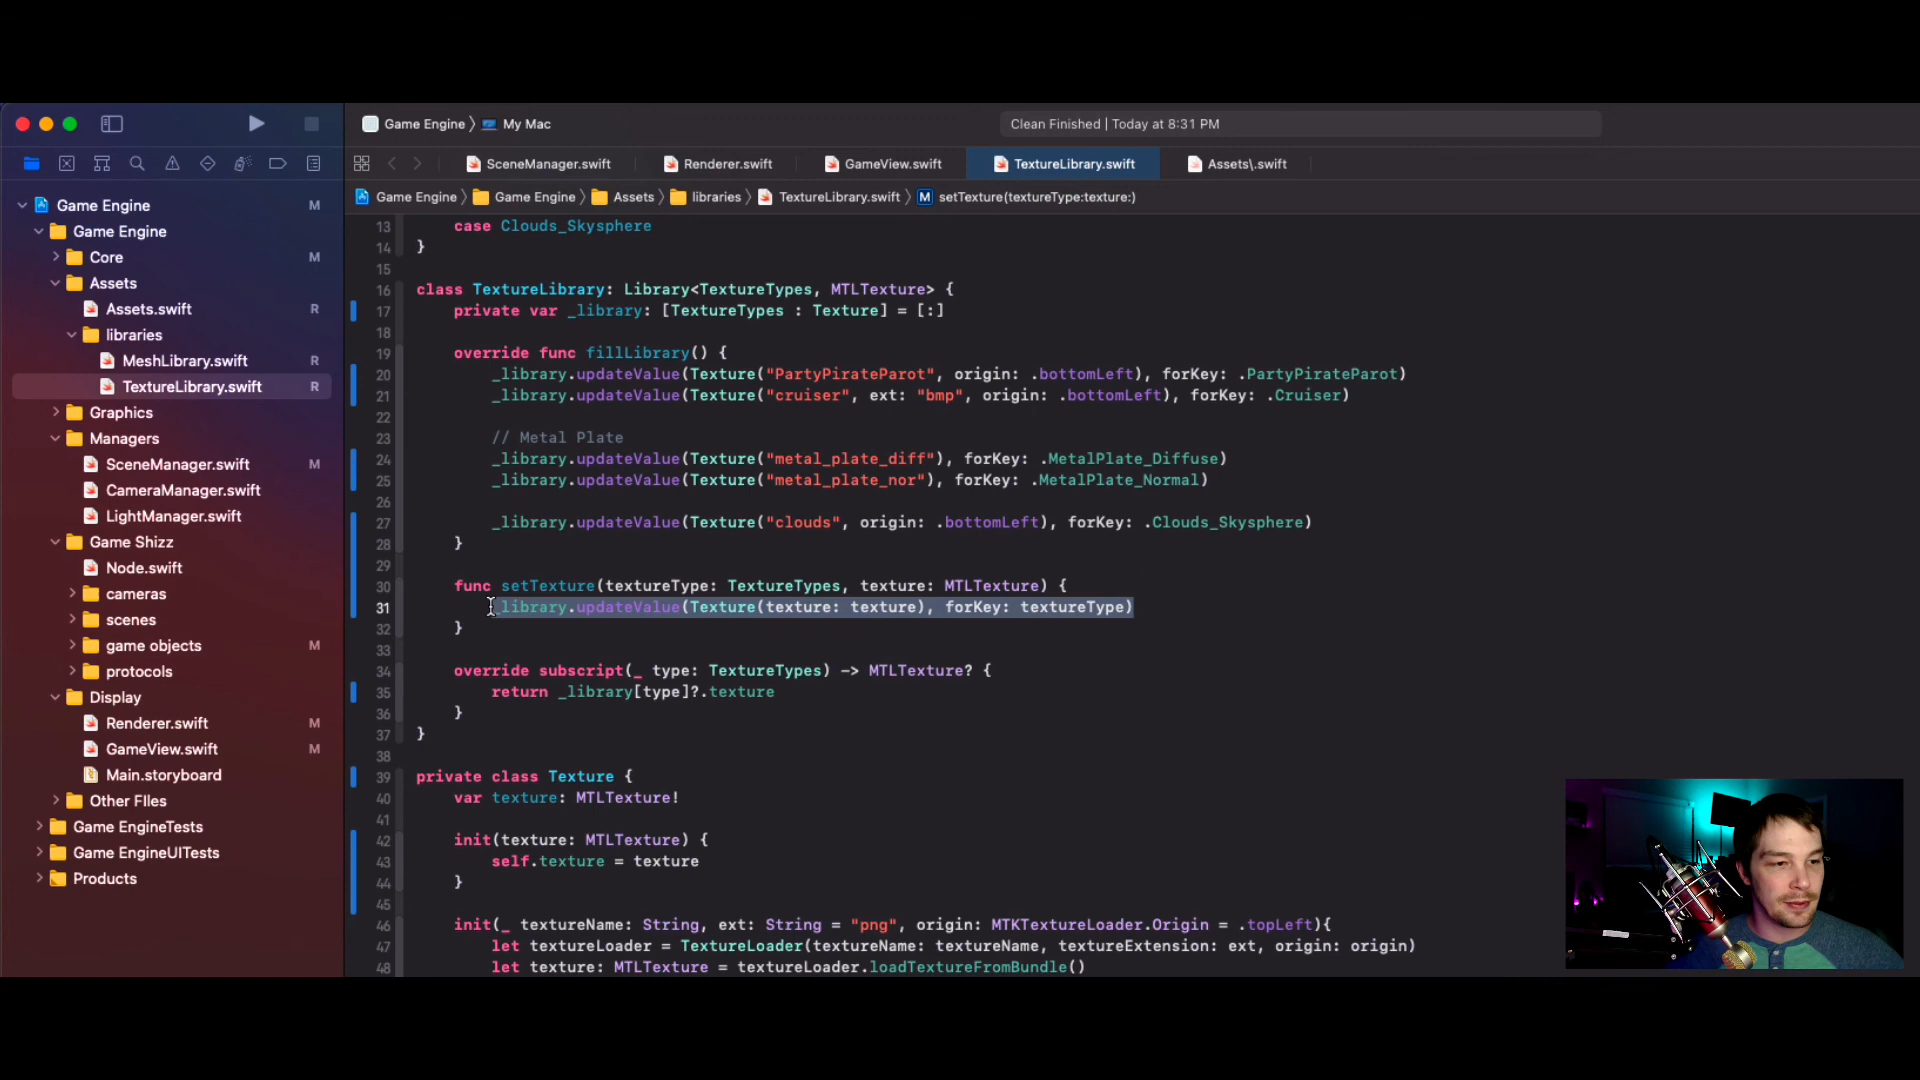 Game Engine 〉 My Mac
Clean Finished | Today at 8:31 PM
SceneManager.swift
Renderer.swift
GameView.swift
TextureLibrary.swift
Assets\.swift
Game Engine 〉 Game Engine 〉 Assets 〉 libraries 〉 TextureLibrary.swift 〉 M setTexture(textureType:texture:)
Game Engine M
Game Engine
Core M
Assets
Assets.swift R
libraries
MeshLibrary.swift R
TextureLibrary.swift R
Graphics
Managers
SceneManager.swift M
CameraManager.swift
LightManager.swift
Game Shizz
Node.swift
cameras
scenes
game objects M
protocols
Display
Renderer.swift M
GameView.swift M
Main.storyboard
Other FIles
Game EngineTests
Game EngineUITests
Products
13 case Clouds_Skysphere
14 }
15
16 class TextureLibrary: Library<TextureTypes, MTLTexture> {
17 private var _library: [TextureTypes : Texture] = [:]
18
19 override func fillLibrary() {
20 _library.updateValue(Texture("PartyPirateParot", origin: .bottomLeft), forKey: .PartyPirateParot)
21 _library.updateValue(Texture("cruiser", ext: "bmp", origin: .bottomLeft), forKey: .Cruiser)
22
23 // Metal Plate
24 _library.updateValue(Texture("metal_plate_diff"), forKey: .MetalPlate_Diffuse)
25 _library.updateValue(Texture("metal_plate_nor"), forKey: .MetalPlate_Normal)
26
27 _library.updateValue(Texture("clouds", origin: .bottomLeft), forKey: .Clouds_Skysphere)
28 }
29
30 func setTexture(textureType: TextureTypes, texture: MTLTexture) {
31 _library.updateValue(Texture(texture: texture), forKey: textureType)
32 }
33
34 override subscript(_ type: TextureTypes) -> MTLTexture? {
35 return _library[type]?.texture
36 }
37 }
38
39 private class Texture {
40 var texture: MTLTexture!
41
42 init(texture: MTLTexture) {
43 self.texture = texture
44 }
45
46 init(_ textureName: String, ext: String = "png", origin: MTKTextureLoader.Origin = .topLeft){
47 let textureLoader = TextureLoader(textureName: textureName, textureExtension: ext, origin: origin)
48 let texture: MTLTexture = textureLoader.loadTextureFromBundle()